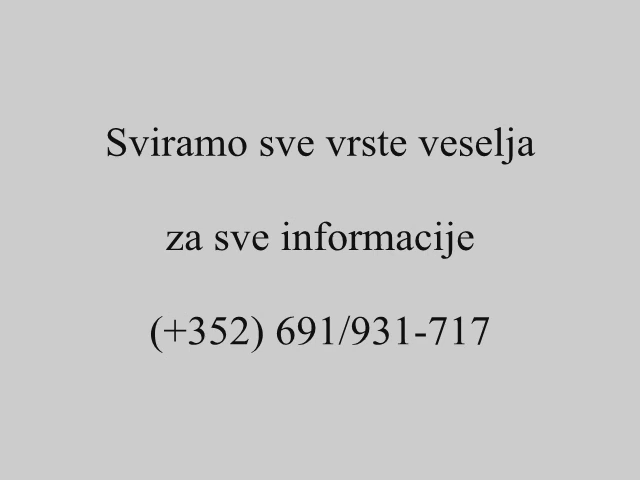 Sviramo sve vrste veselja
za sve informacije
(+352) 691/931-717